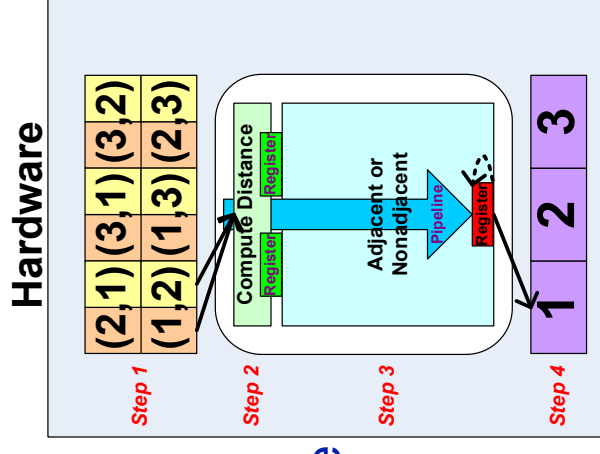 Hardware
Step 1
(2,1) (3,1) (3,2)
(1,2) (1,3) (2,3)
Step 2
Compute Distance
Register Register
Step 3
Adjacent or
Nonadjacent
Pipeline
Register
Step 4
1 2 3